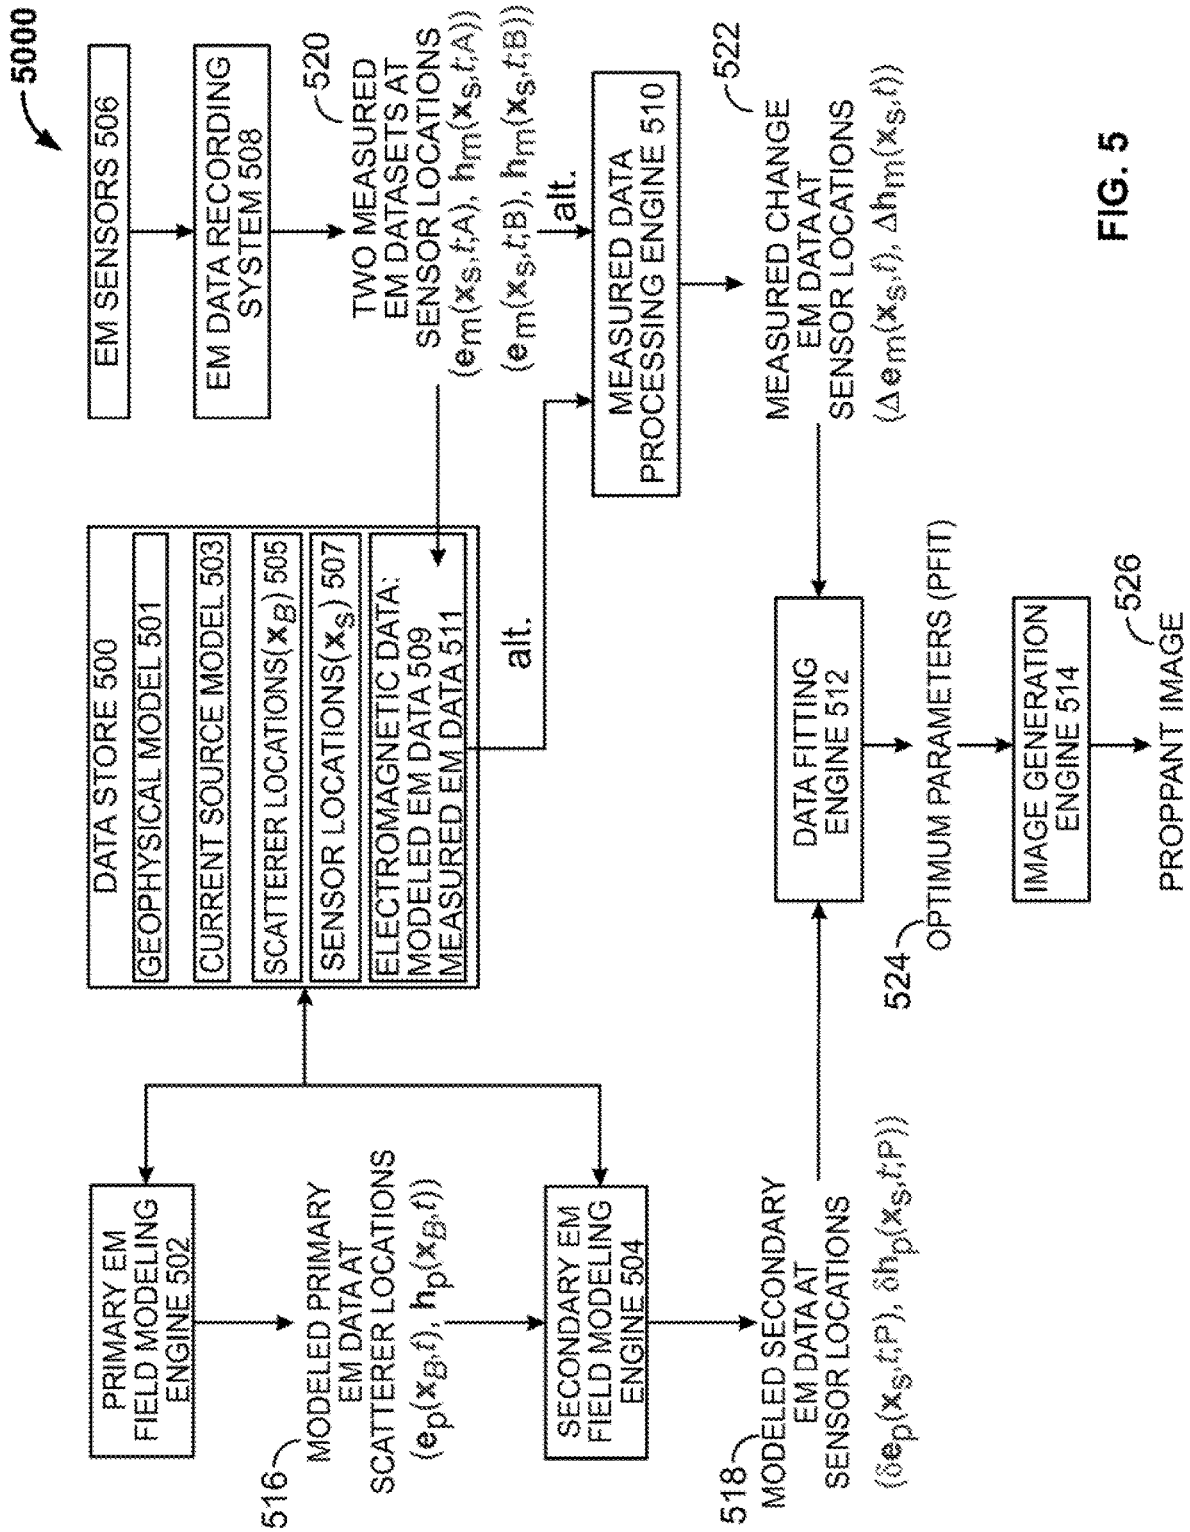 5000
PRIMARY EM
FIELD MODELING
ENGINE 502
516
MODELED PRIMARY
EM DATA AT
SCATTERER LOCATIONS
(ep(xB,t), hp(xB,t))
SECONDARY EM
FIELD MODELING
ENGINE 504
518
MODELED SECONDARY
EM DATA AT
SENSOR LOCATIONS
(δep(xs,t;P), δhp(xs,t;P))
DATA STORE 500
GEOPHYSICAL MODEL 501
CURRENT SOURCE MODEL 503
SCATTERER LOCATIONS(xB) 505
SENSOR LOCATIONS(xs) 507
ELECTROMAGNETIC DATA:
MODELED EM DATA 509
MEASURED EM DATA 511
alt.
EM SENSORS 506
EM DATA RECORDING
SYSTEM 508
520
TWO MEASURED
EM DATASETS AT
SENSOR LOCATIONS
(em(xs,t;A), hm(xs,t;A))
(em(xs,t;B), hm(xs,t;B))
alt.
MEASURED DATA
PROCESSING ENGINE 510
522
MEASURED CHANGE
EM DATA AT
SENSOR LOCATIONS
(Δem(xs,t), Δhm(xs,t))
DATA FITTING
ENGINE 512
524
OPTIMUM PARAMETERS (PFIT)
IMAGE GENERATION
ENGINE 514
526
PROPPANT IMAGE
FIG. 5